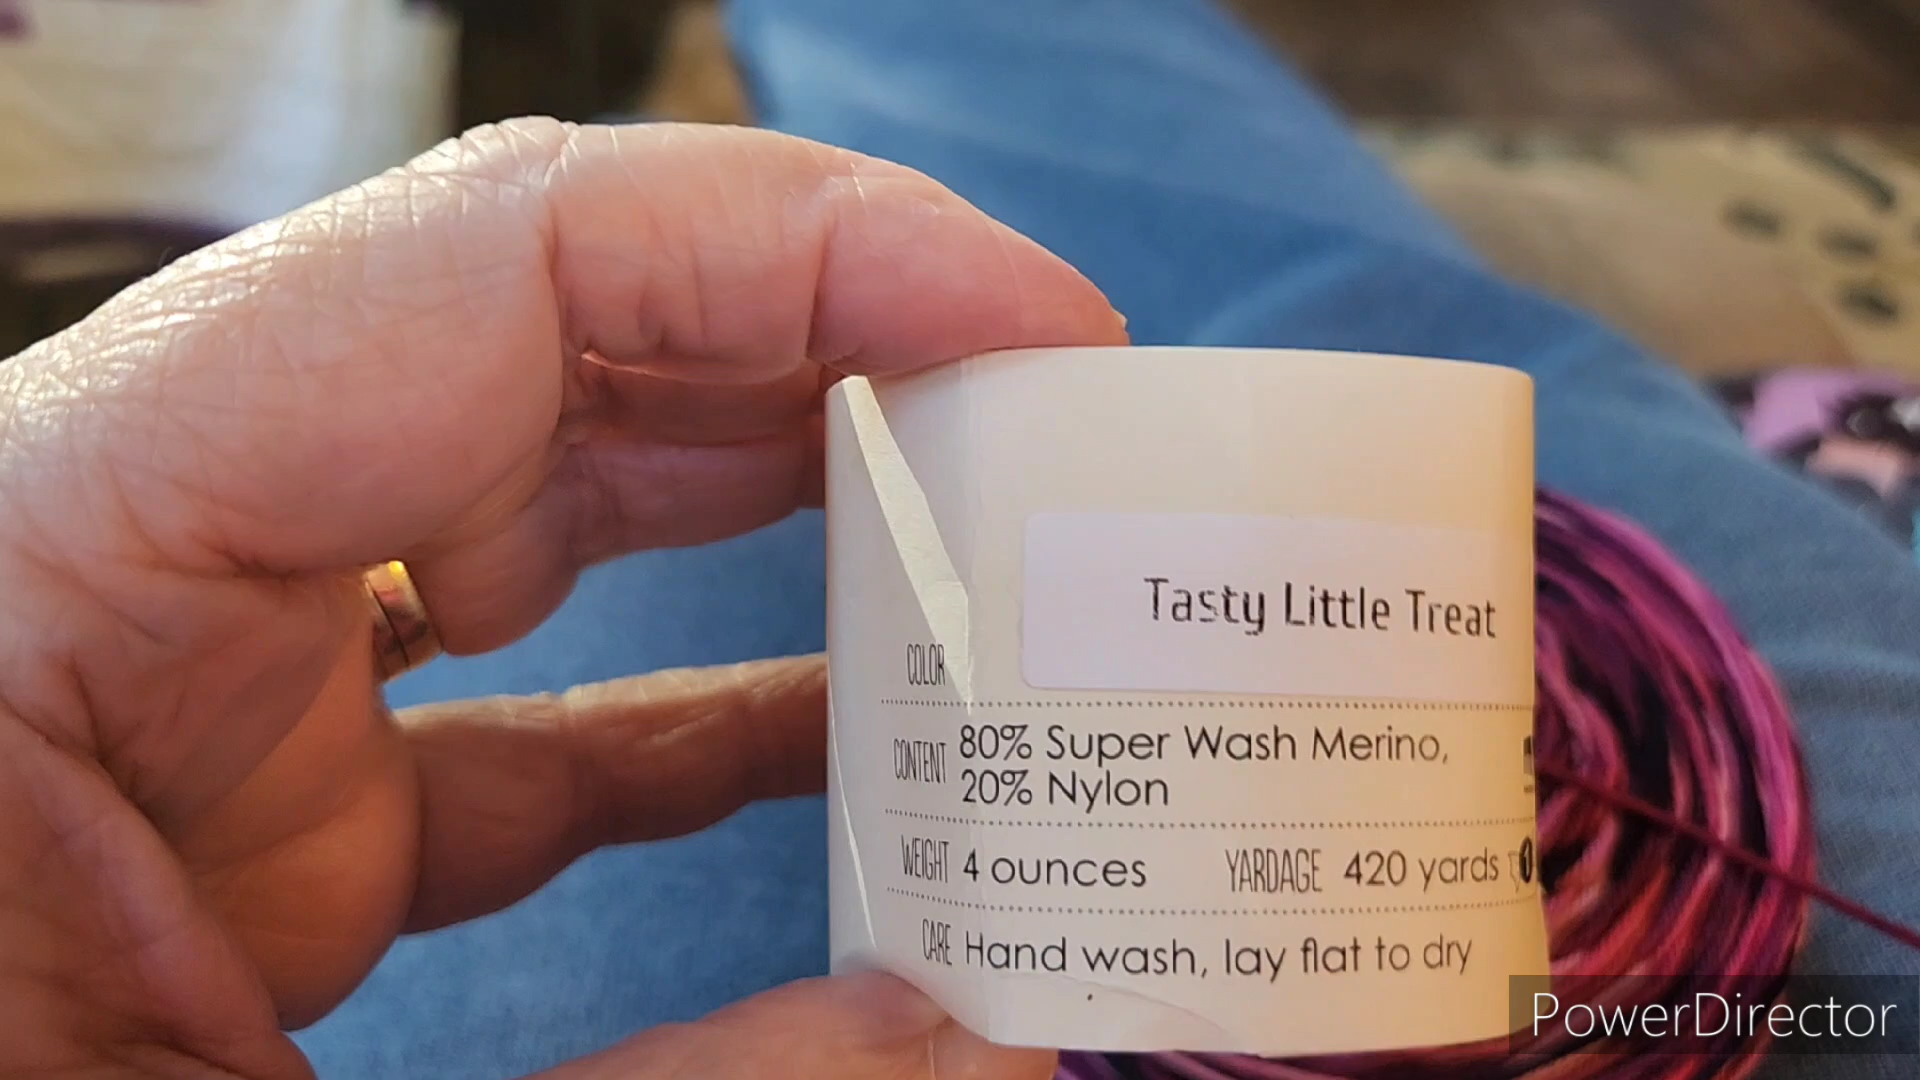 Tasty Little Treat
COLOR
CONTENT 80% Super Wash Merino,
20% Nylon
WEIGHT 4 ounces YARDAGE 420 yards
CARE Hand wash, lay flat to dry
PowerDirector